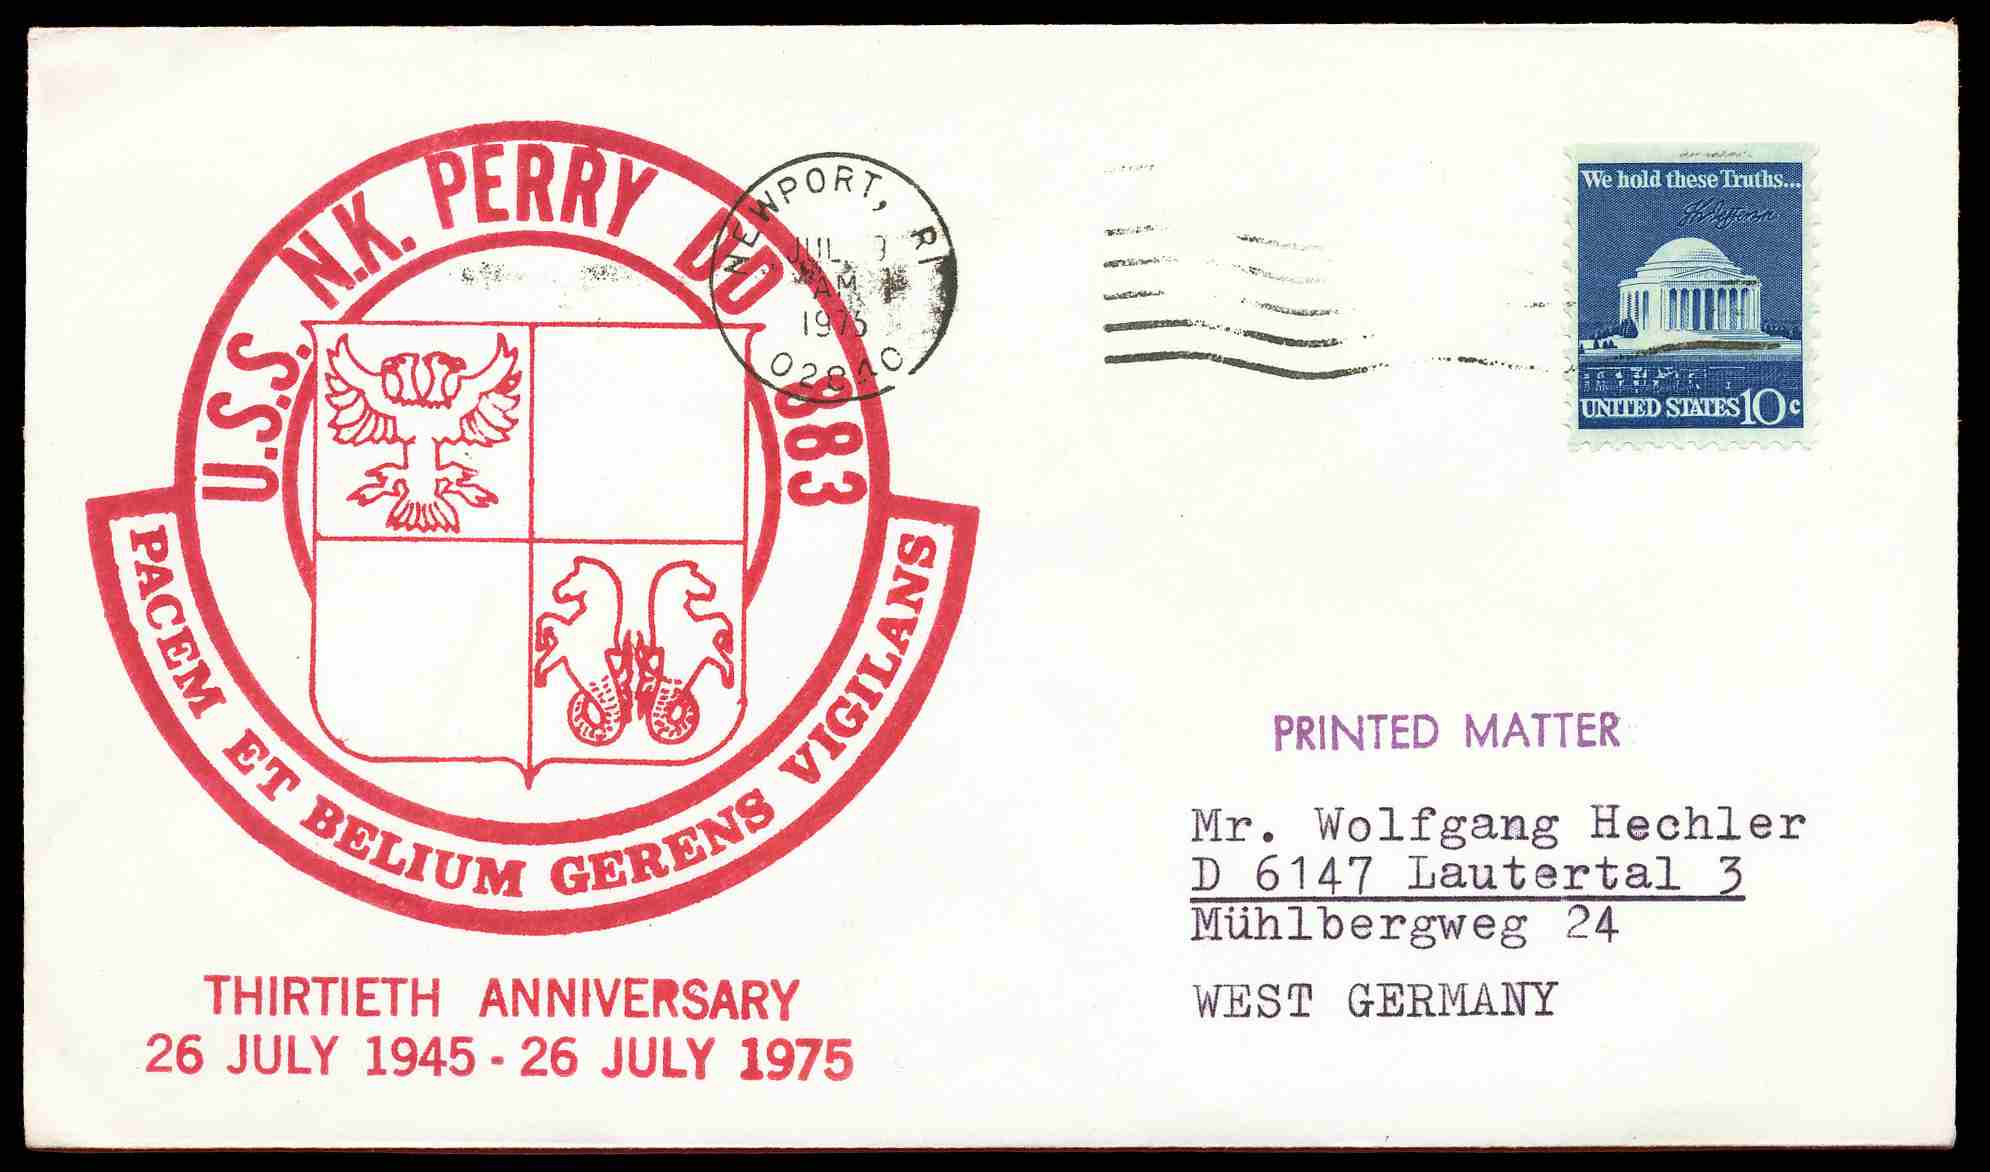 U.S.S. N.K. PERRY DD 883
PACEM ET BELIUM GERENS VIGILANS
THIRTIETH ANNIVERSARY
26 JULY 1945 - 26 JULY 1975
NEWPORT, RI
JUL
AM
1975
We hold these Truths...
Th Jefferson
UNITED STATES 10c
PRINTED MATTER
Mr. Wolfgang Hechler
D 6147 Lautertal 3
Mühlbergweg 24
WEST GERMANY